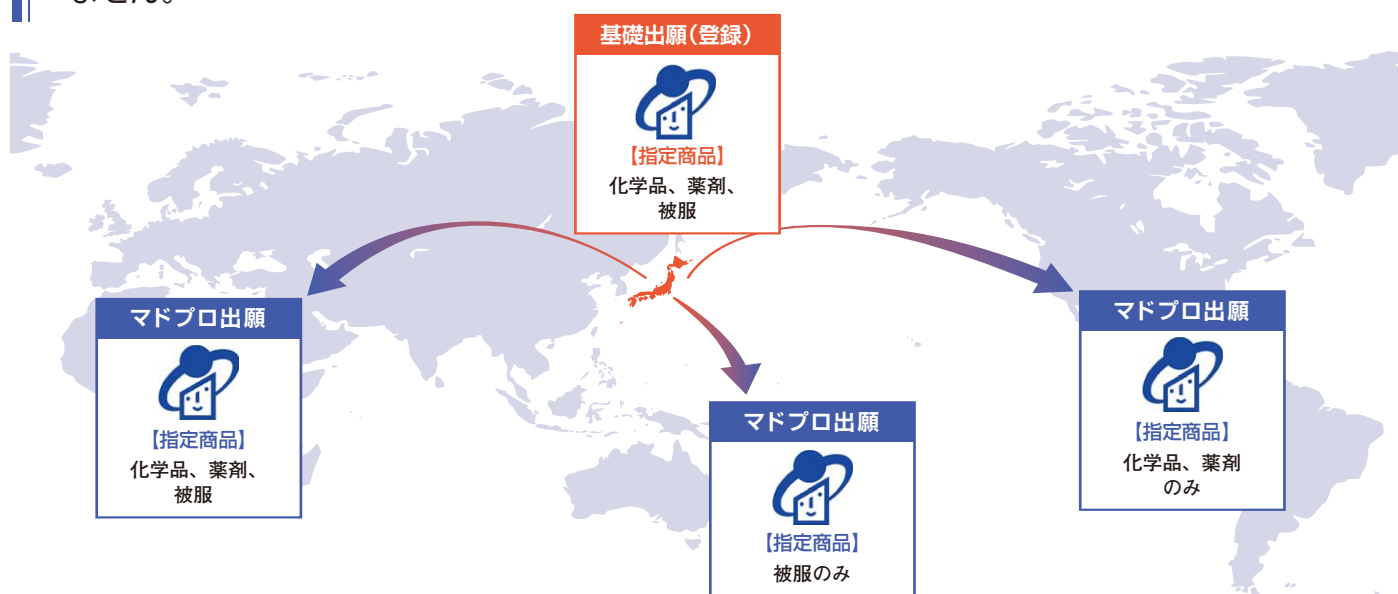 基礎出願(登録)
【指定商品】
化学品、薬剤、
被服
マドプロ出願
【指定商品】
化学品、薬剤、
被服
マドプロ出願
【指定商品】
被服のみ
マドプロ出願
【指定商品】
化学品、薬剤
のみ